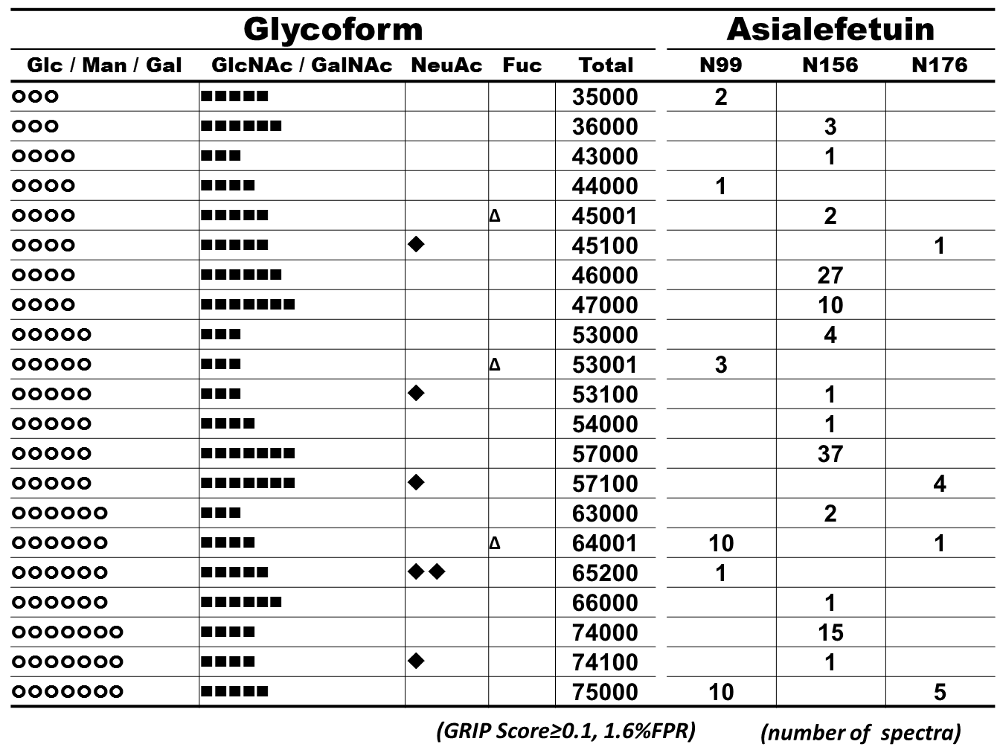 Glycoform Asialefetuin
Glc / Man / Gal GlcNAc / GalNAc NeuAc Fuc Total N99 N156 N176
○○○ ■■■■■ 35000 2
○○○ ■■■■■■ 36000 3
○○○○ ■■■ 43000 1
○○○○ ■■■■ 44000 1
○○○○ ■■■■■ Δ 45001 2
○○○○ ■■■■■ ◆ 45100 1
○○○○ ■■■■■■ 46000 27
○○○○ ■■■■■■■ 47000 10
○○○○○ ■■■ 53000 4
○○○○○ ■■■ Δ 53001 3
○○○○○ ■■■ ◆ 53100 1
○○○○○ ■■■■ 54000 1
○○○○○ ■■■■■■■ 57000 37
○○○○○ ■■■■■■■ ◆ 57100 4
○○○○○○ ■■■ 63000 2
○○○○○○ ■■■■ Δ 64001 10 1
○○○○○○ ■■■■■ ◆◆ 65200 1
○○○○○○ ■■■■■■ 66000 1
○○○○○○○ ■■■■ 74000 15
○○○○○○○ ■■■■ ◆ 74100 1
○○○○○○○ ■■■■■ 75000 10 5
(GRIP Score≥0.1, 1.6%FPR) (number of spectra)